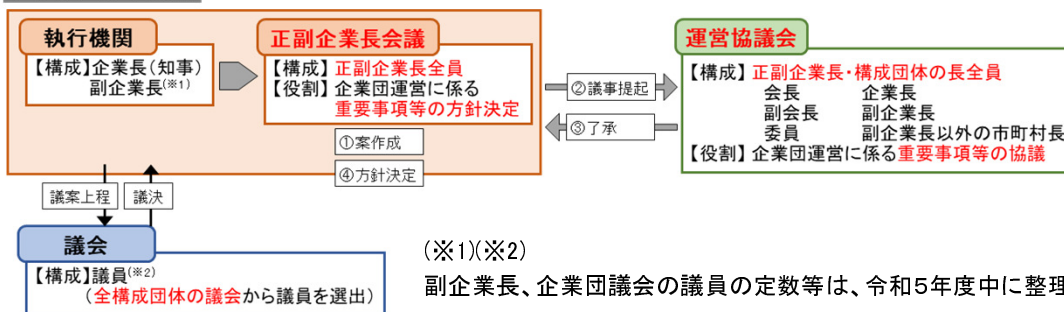 執行機関
【構成】企業長(知事)
副企業長(※1)
正副企業長会議
【構成】正副企業長全員
【役割】企業団運営に係る
重要事項等の方針決定
①案作成
④方針決定
②議事提起
③了承
運営協議会
【構成】正副企業長・構成団体の長全員
会長 企業長
副会長 副企業長
委員 副企業長以外の市町村長
【役割】企業団運営に係る重要事項等の協議
議案上程
議決
議会
【構成】議員(※2)
(全構成団体の議会から議員を選出)
(※1)(※2)
副企業長、企業団議会の議員の定数等は、令和5年度中に整理